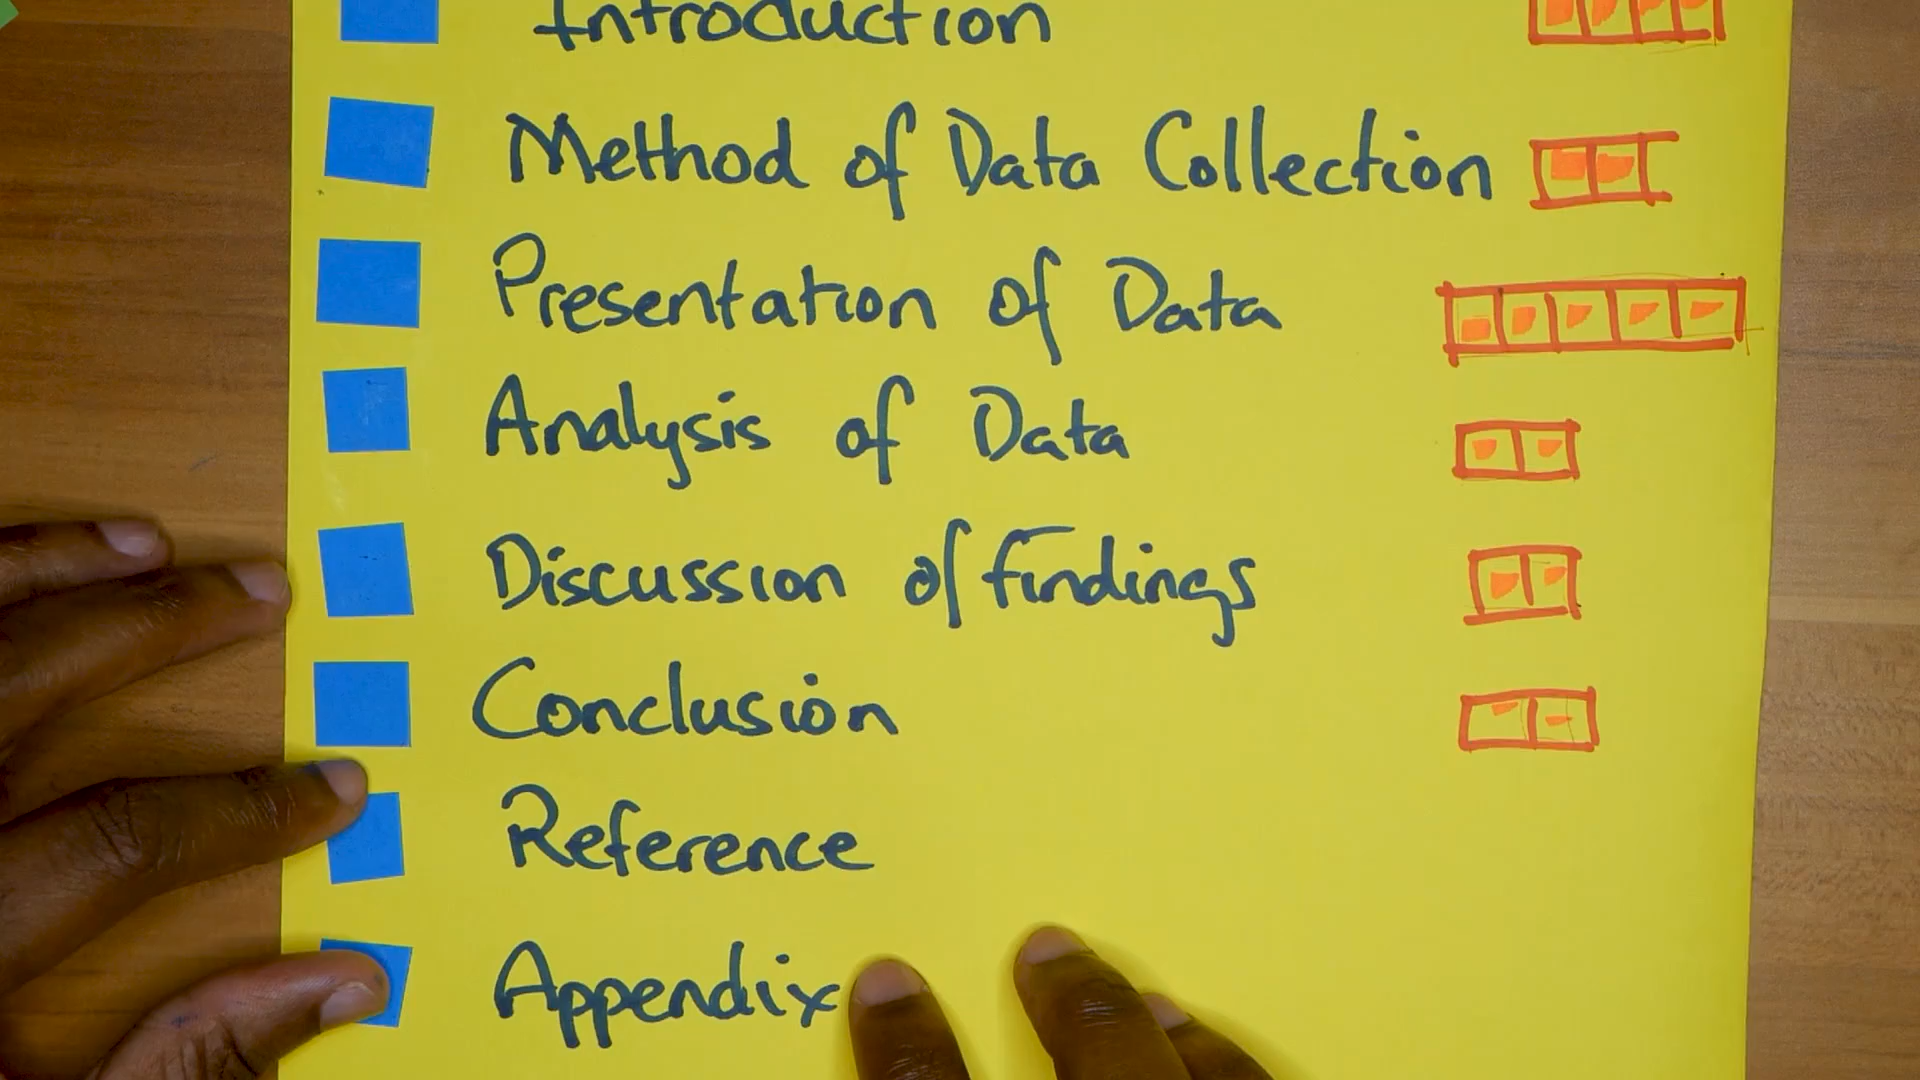 Introduction
Method of Data Collection
Presentation of Data
Analysis of Data
Discussion of findings
Conclusion
Reference
Appendix